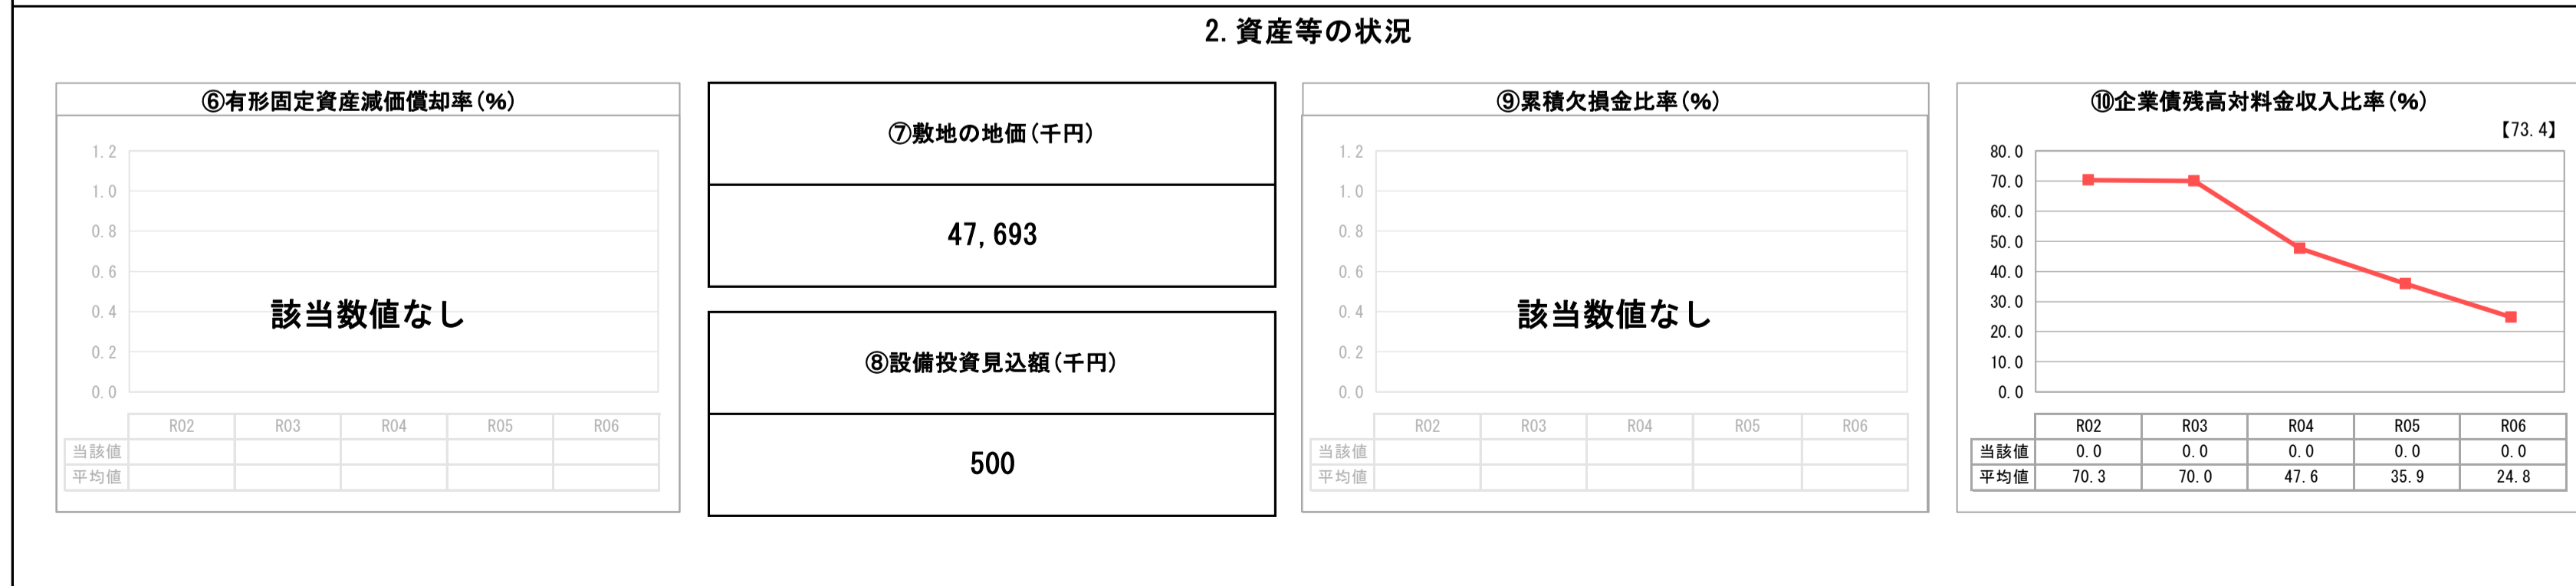 2.資産等の状況
⑥有形固定資産減価償却率(%)
1.2
1.0
0.8
0.6
0.4
0.2
0.0
該当数値なし
R02 R03 R04 R05 R06
当該値
平均値
⑦敷地の地価(千円)
47,693
⑧設備投資見込額(千円)
500
⑨累積欠損金比率(%)
1.2
1.0
0.8
0.6
0.4
0.2
0.0
該当数値なし
R02 R03 R04 R05 R06
当該値
平均値
⑩企業債残高対料金収入比率(%)
【73.4】
80.0
70.0
60.0
50.0
40.0
30.0
20.0
10.0
0.0
R02 R03 R04 R05 R06
当該値 0.0 0.0 0.0 0.0 0.0
平均値 70.3 70.0 47.6 35.9 24.8